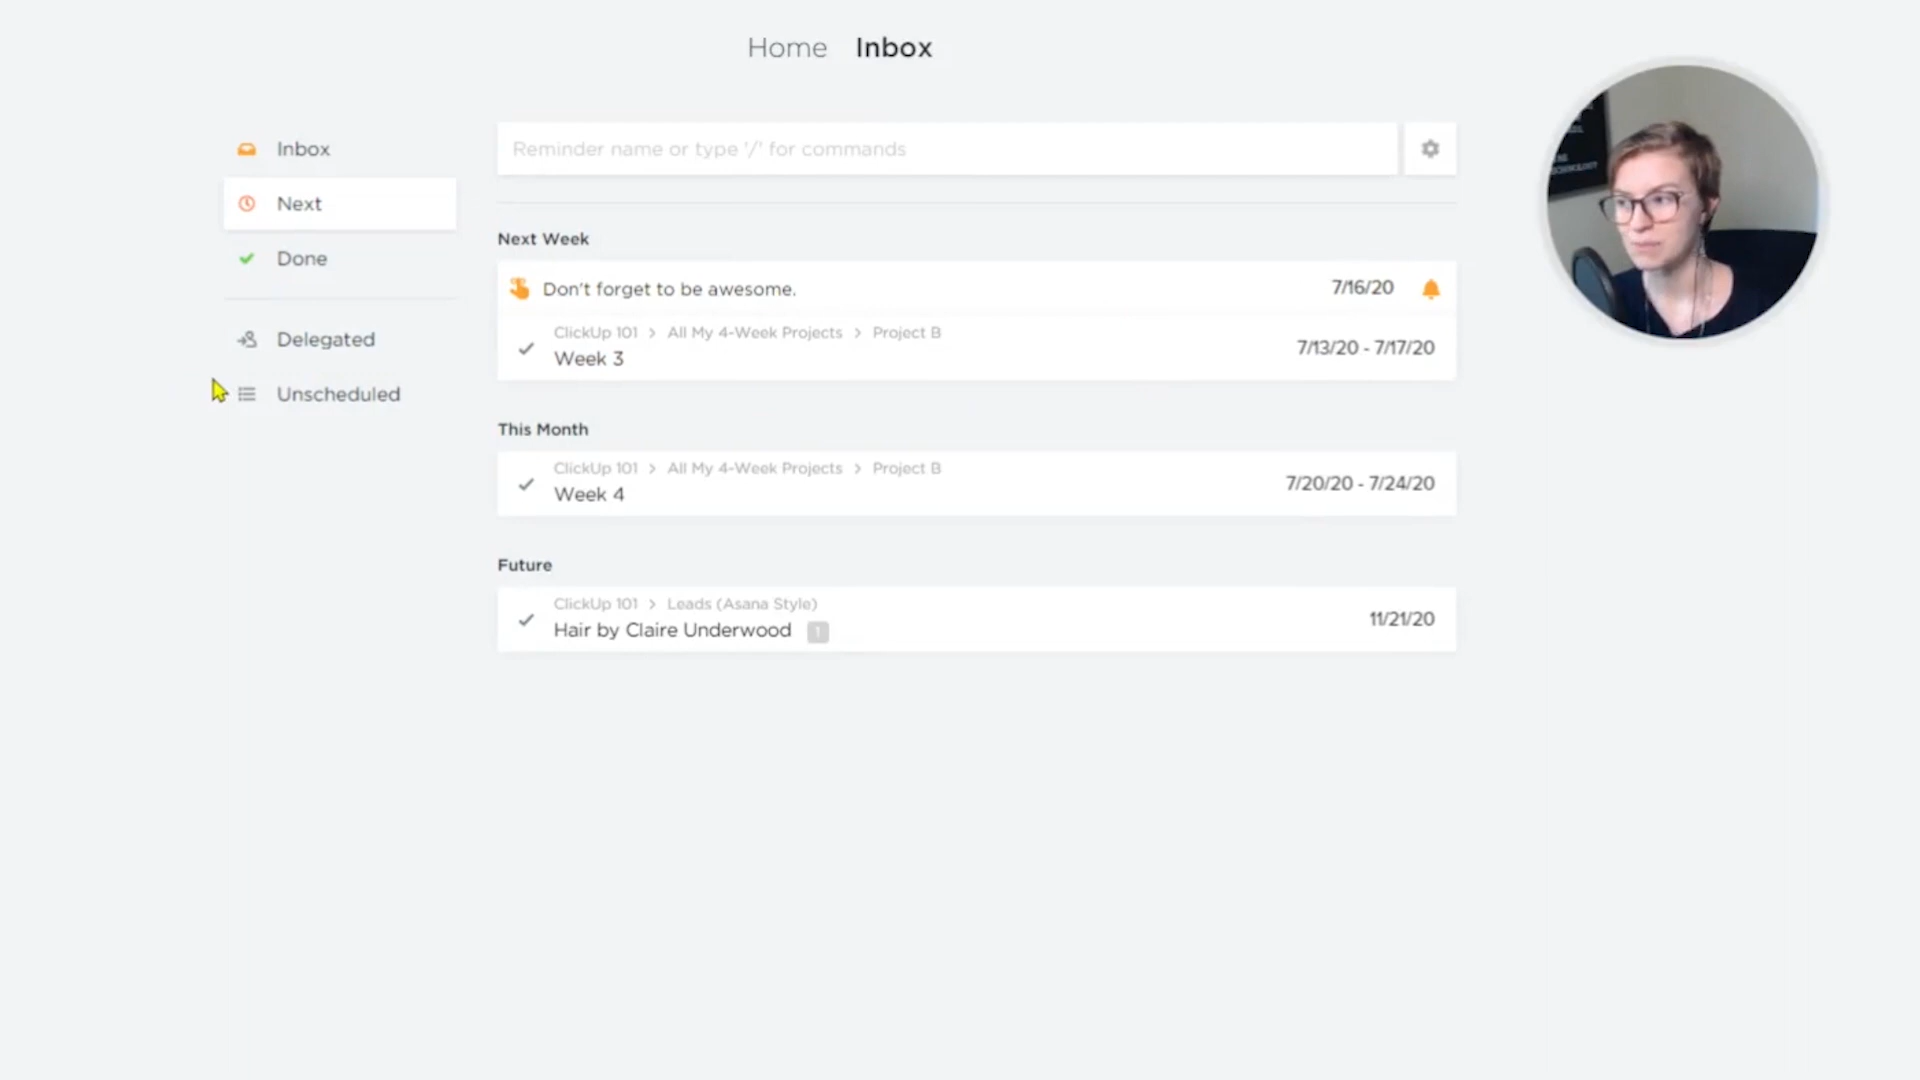 Home Inbox
Inbox
Next
Done
Delegated
Unscheduled
Reminder name or type '/' for commands
Next Week
Don't forget to be awesome. 7/16/20
ClickUp 101 > All My 4-Week Projects > Project B
Week 3 7/13/20 - 7/17/20
This Month
ClickUp 101 > All My 4-Week Projects > Project B
Week 4 7/20/20 - 7/24/20
Future
ClickUp 101 > Leads (Asana Style)
Hair by Claire Underwood 1 11/21/20